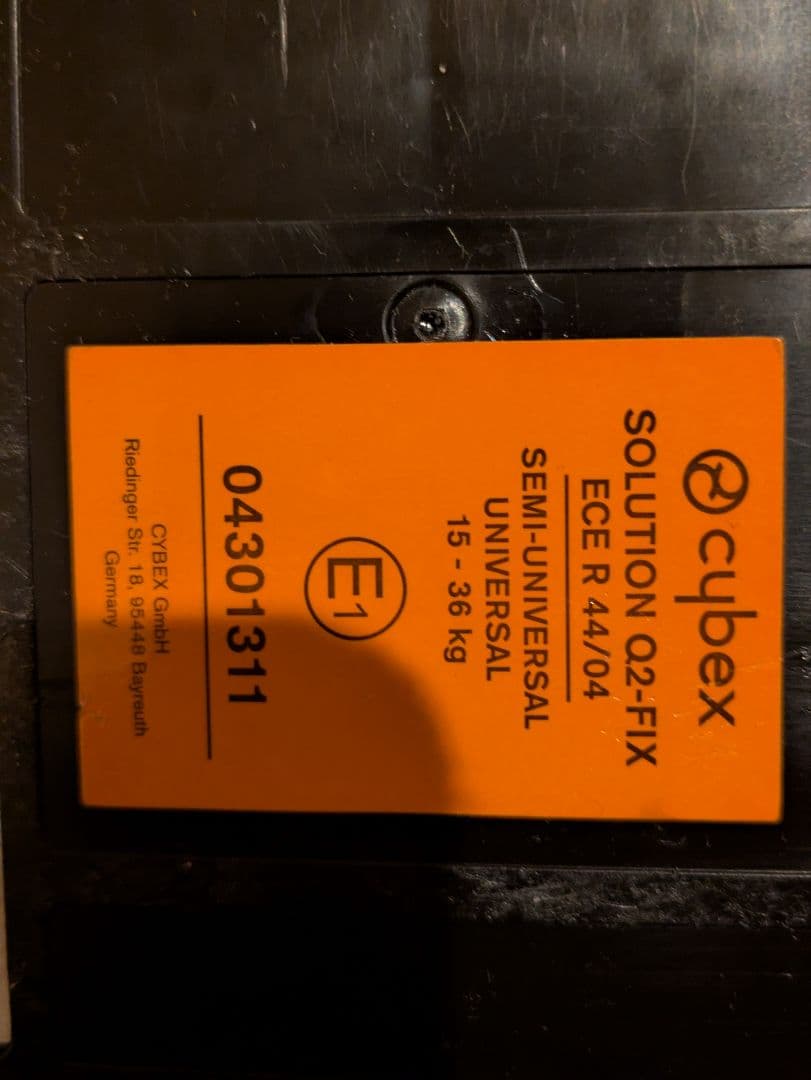 cybex
SOLUTION Q2-FIX
ECE R 44/04
SEMI-UNIVERSAL
UNIVERSAL
15 - 36 kg
E1
04301311
CYBEX GmbH
Riedinger Str. 18, 95448 Bayreuth
Germany